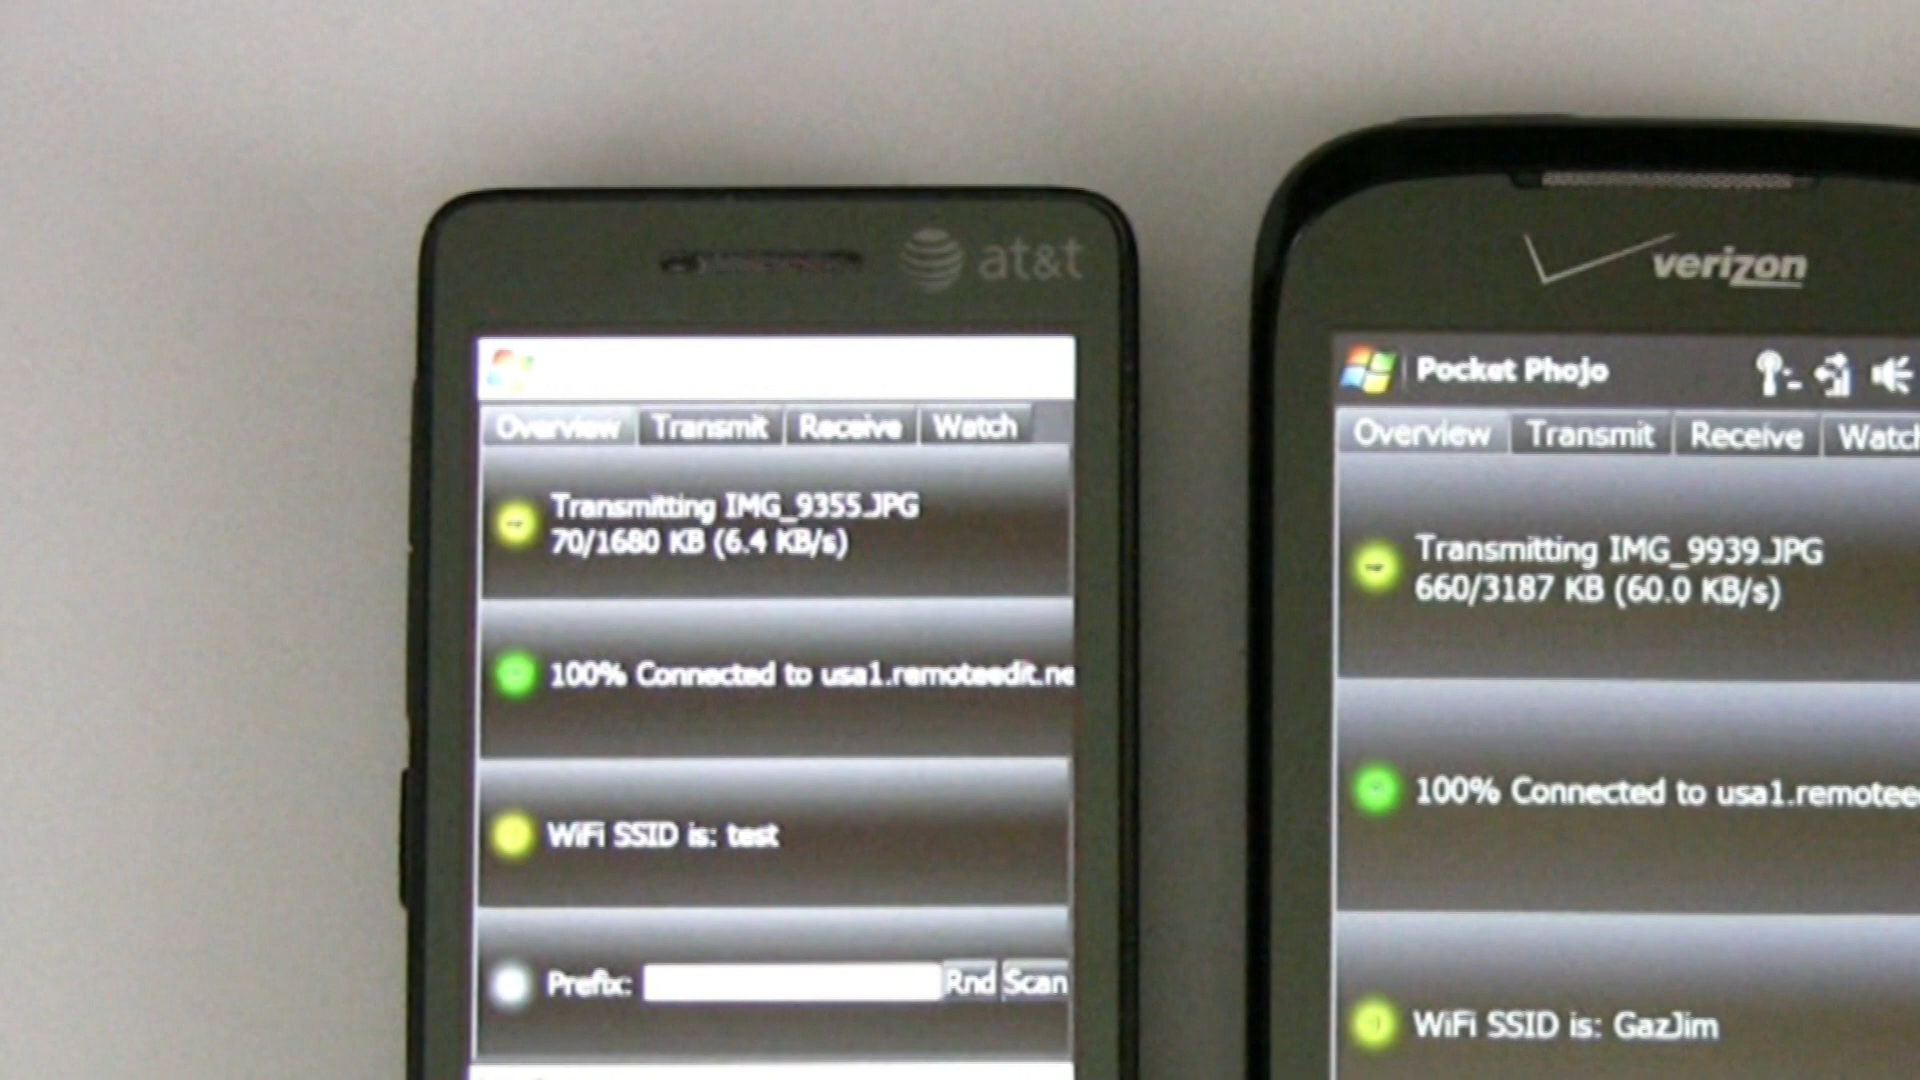 at&t
Overview Transmit Receive Watch
Transmitting IMG_9355.JPG
70/1680 KB (6.4 KB/s)
100% Connected to usa1.remoteedit.ne
WiFi SSID is: test
Prefix: Rnd Scan
verizon
Pocket Phojo
Overview Transmit Receive Watch
Transmitting IMG_9939.JPG
660/3187 KB (60.0 KB/s)
100% Connected to usa1.remotee
WiFi SSID is: GazJim